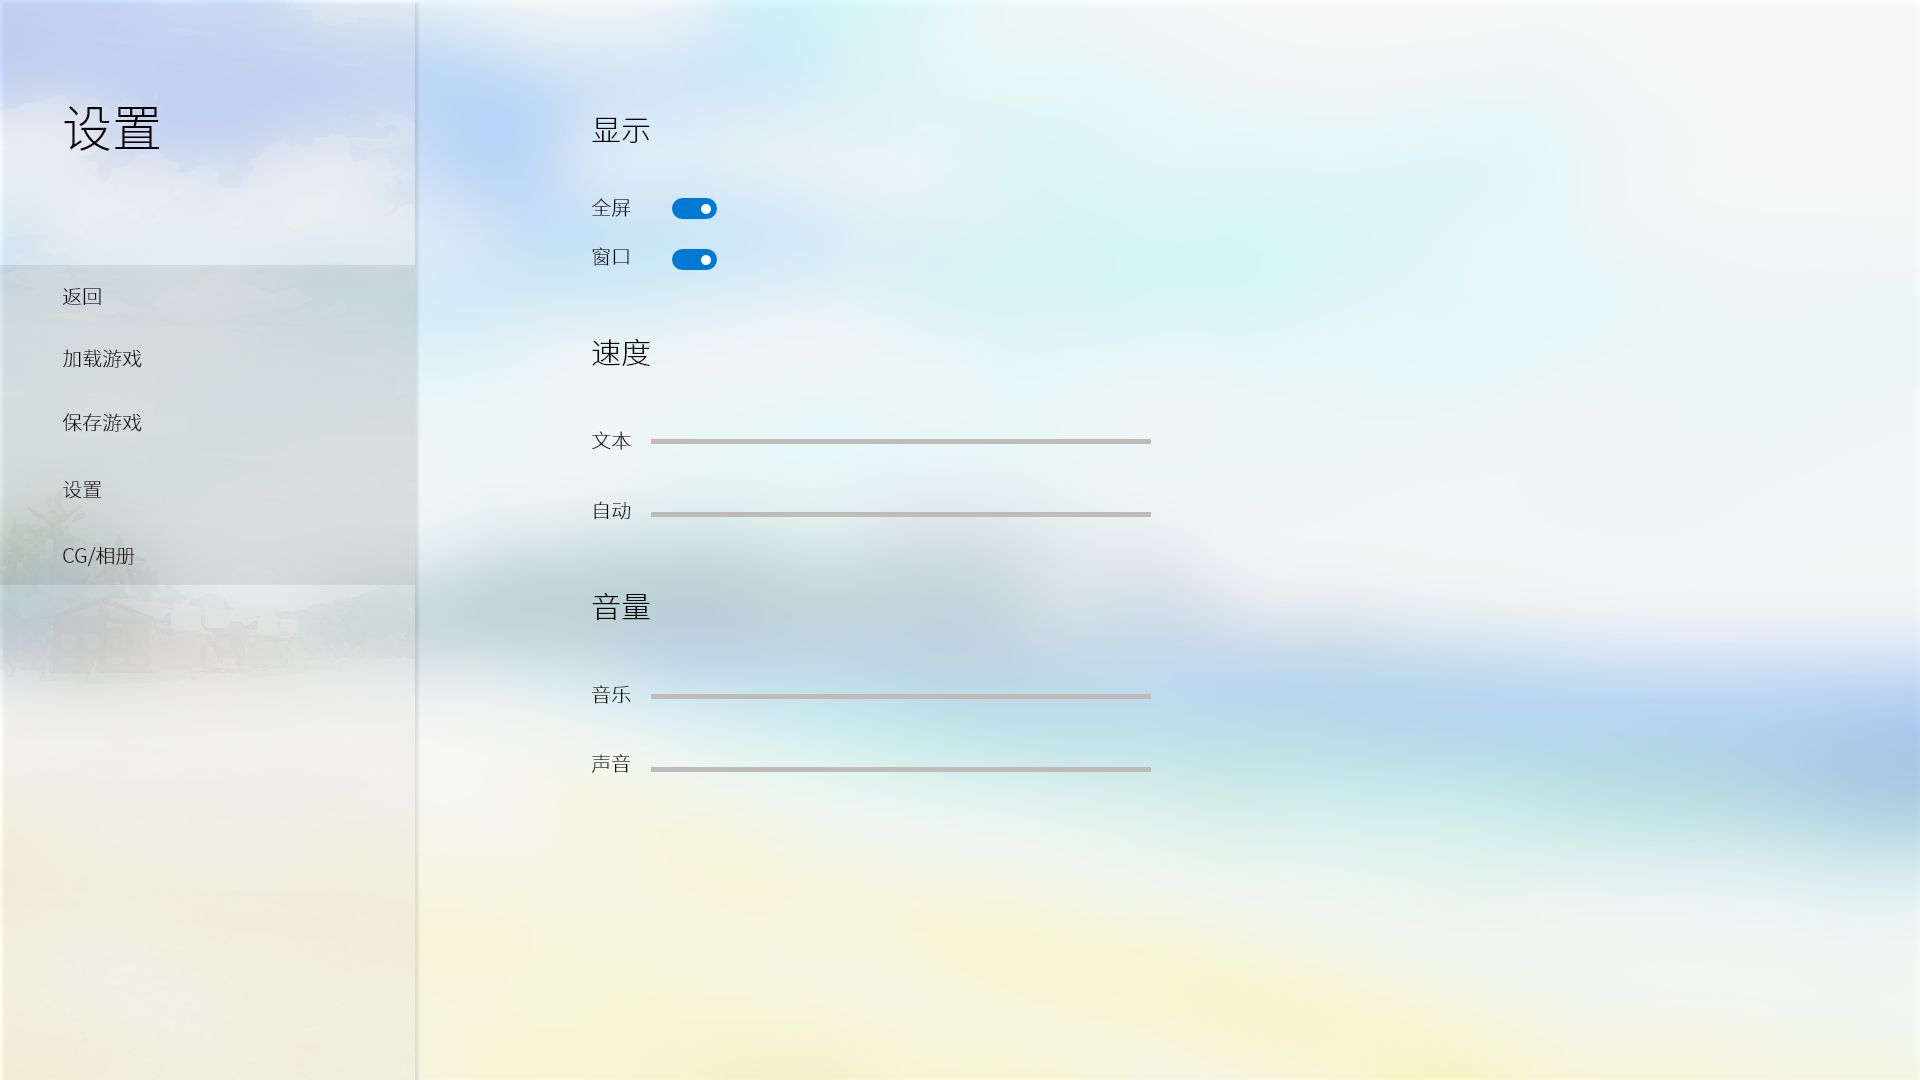 设置
返回
加载游戏
保存游戏
设置
CG/相册
显示
全屏
窗口
速度
文本
自动
音量
音乐
声音